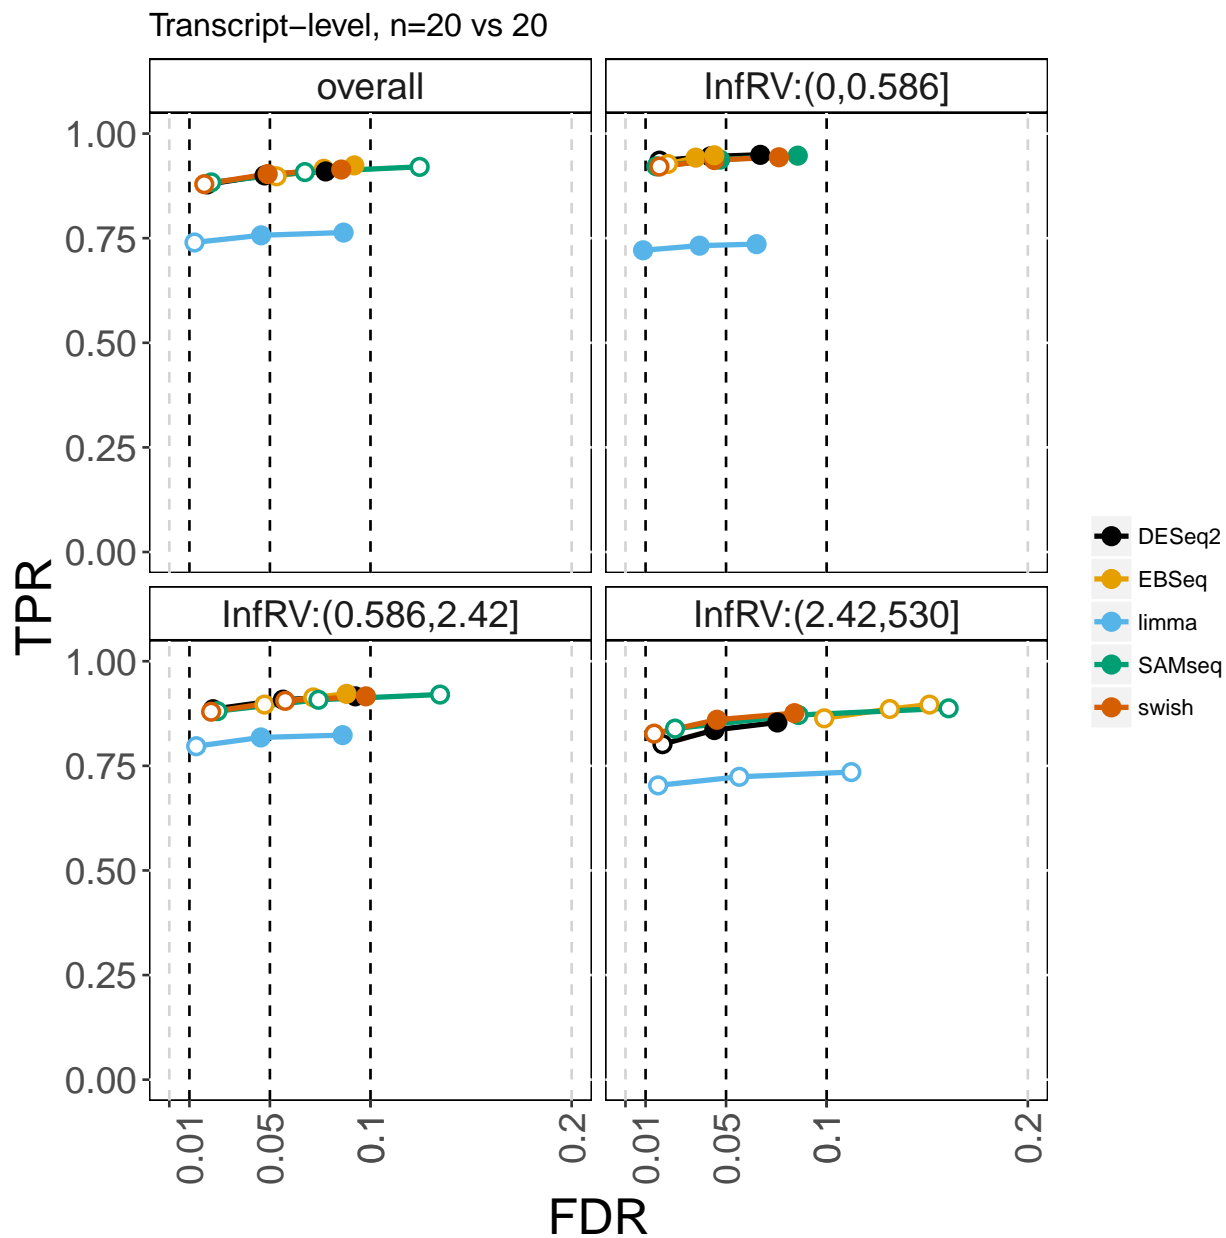 Transcript−level, n=20 vs 20
overall
InfRV:(0,0.586]
1.00
0.75
0.50
0.25
0.00
TPR
InfRV:(0.586,2.42]
InfRV:(2.42,530]
1.00
0.75
0.50
0.25
0.00
0.01
0.05
0.1
0.2
0.01
0.05
0.1
0.2
FDR
DESeq2
EBSeq
limma
SAMseq
swish